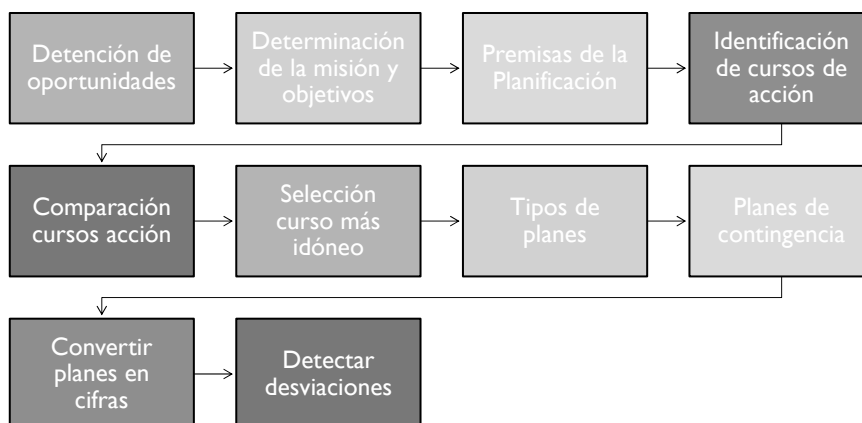 Detención de
oportunidades
Determinación
de la misión y
objetivos
Premisas de la
Planificación
Identificación
de cursos de
acción
Comparación
cursos acción
Selección
curso más
idóneo
Tipos de
planes
Planes de
contingencia
Convertir
planes en
cifras
Detectar
desviaciones